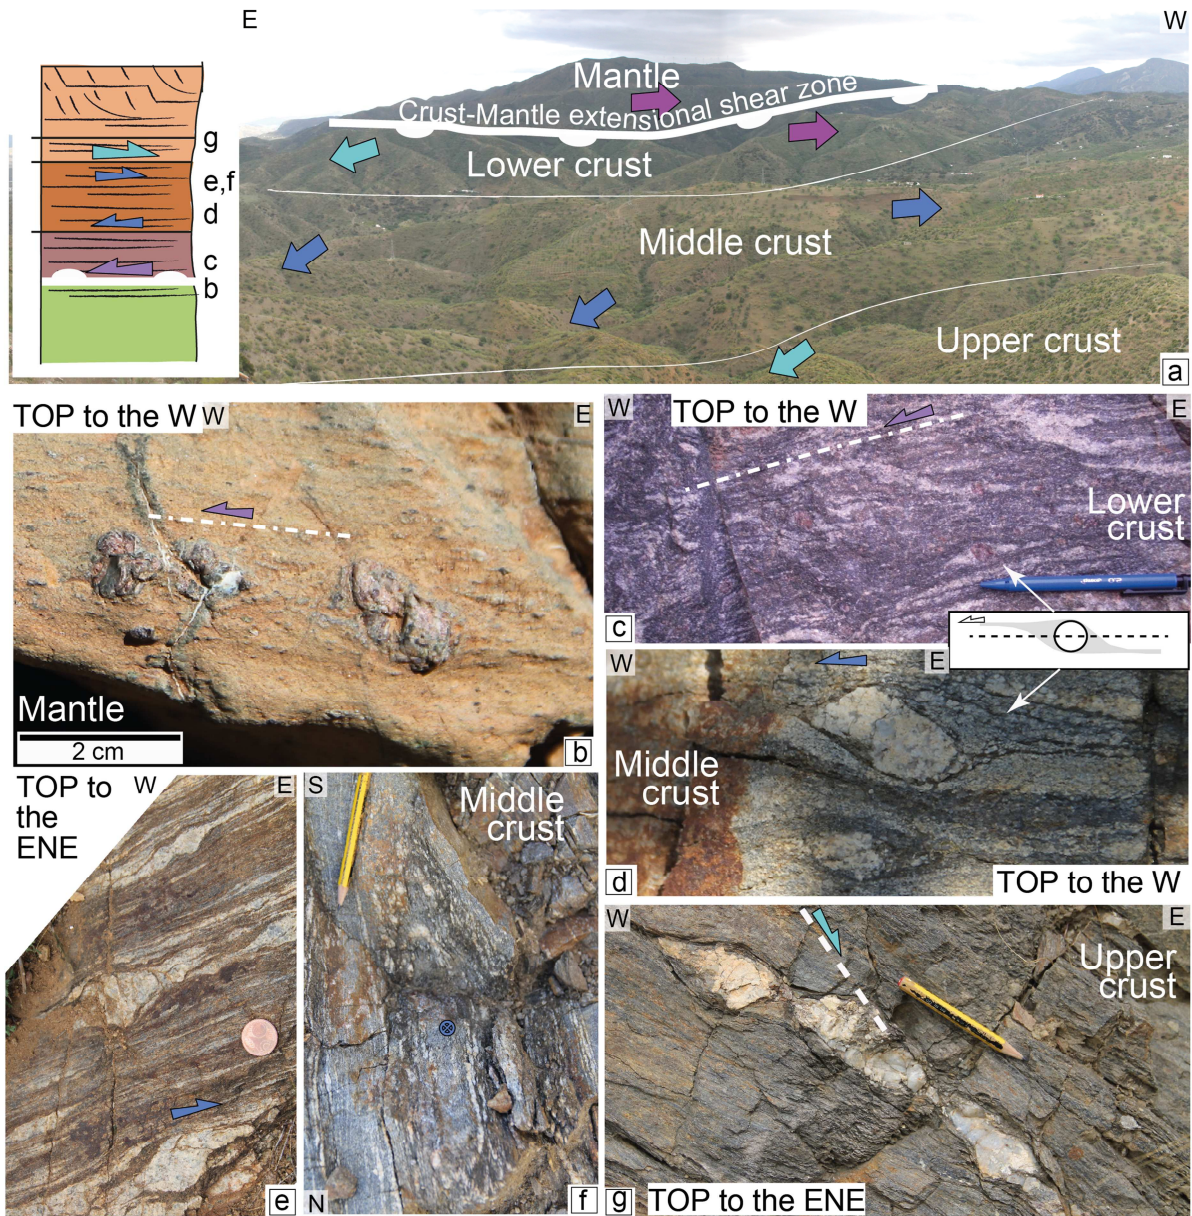 E
W
Mantle
Crust-Mantle extensional shear zone
Lower crust
Middle crust
Upper crust
g
e,f
d
c
b
a
TOP to the W
W
E
Mantle
2 cm
b
W
TOP to the W
E
Lower
crust
c
W
E
Middle
crust
d
TOP to the W
TOP to
the
ENE
W
E
e
S
Middle
crust
N
f
W
E
Upper
crust
g
TOP to the ENE